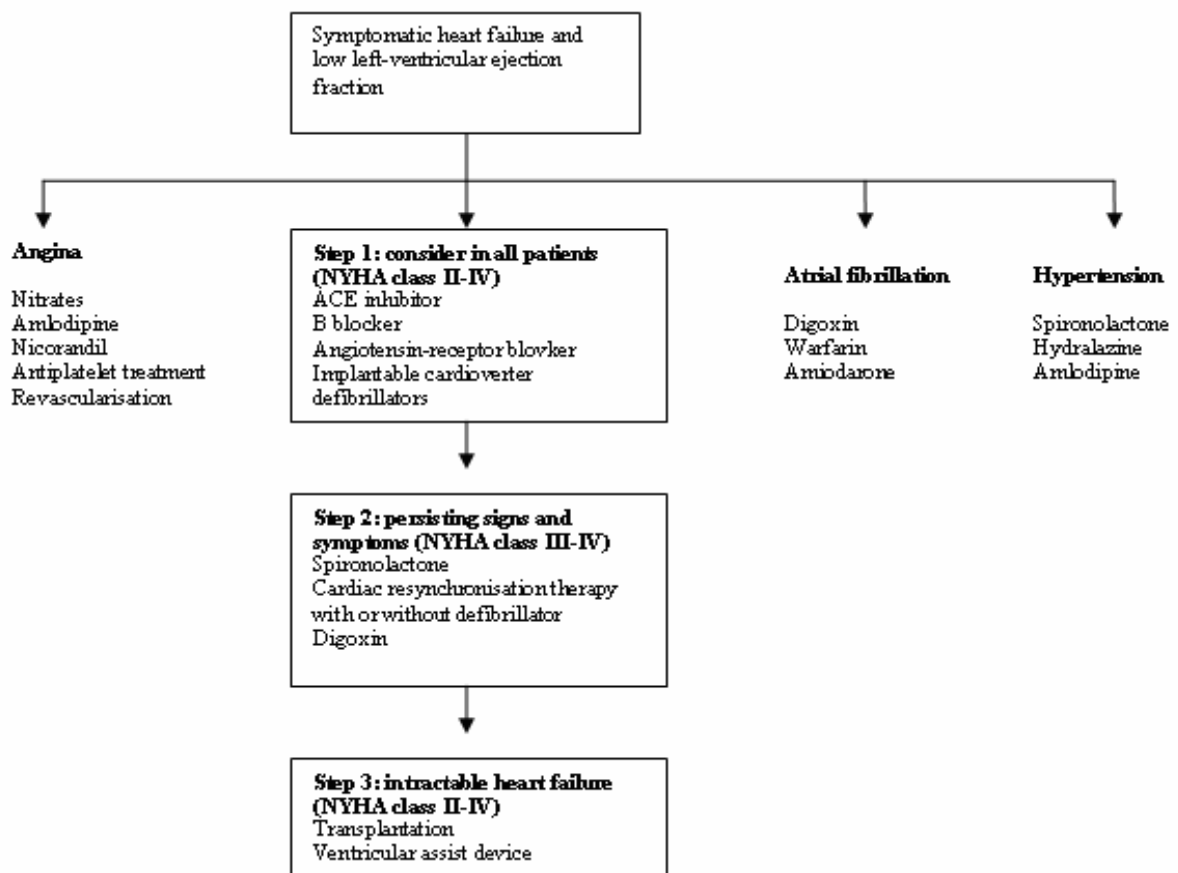 Symptomatic heart failure and
low left-ventricular ejection
fraction
Angina
Nitrates
Amlodipine
Nicorandil
Antiplatelet treatment
Revascularisation
Step 1: consider in all patients
(NYHA class II-IV)
ACE inhibitor
B blocker
Angiotensin-receptor blovker
Implantable cardioverter
defibrillators
Atrial fibrillation
Digoxin
Warfarin
Amiodarone
Hypertension
Spironolactone
Hydralazine
Amlodipine
Step 2: persisting signs and
symptoms (NYHA class III-IV)
Spironolactone
Cardiac resynchronisation therapy
with or without defibrillator
Digoxin
Step 3: intractable heart failure
(NYHA class II-IV)
Transplantation
Ventricular assist device